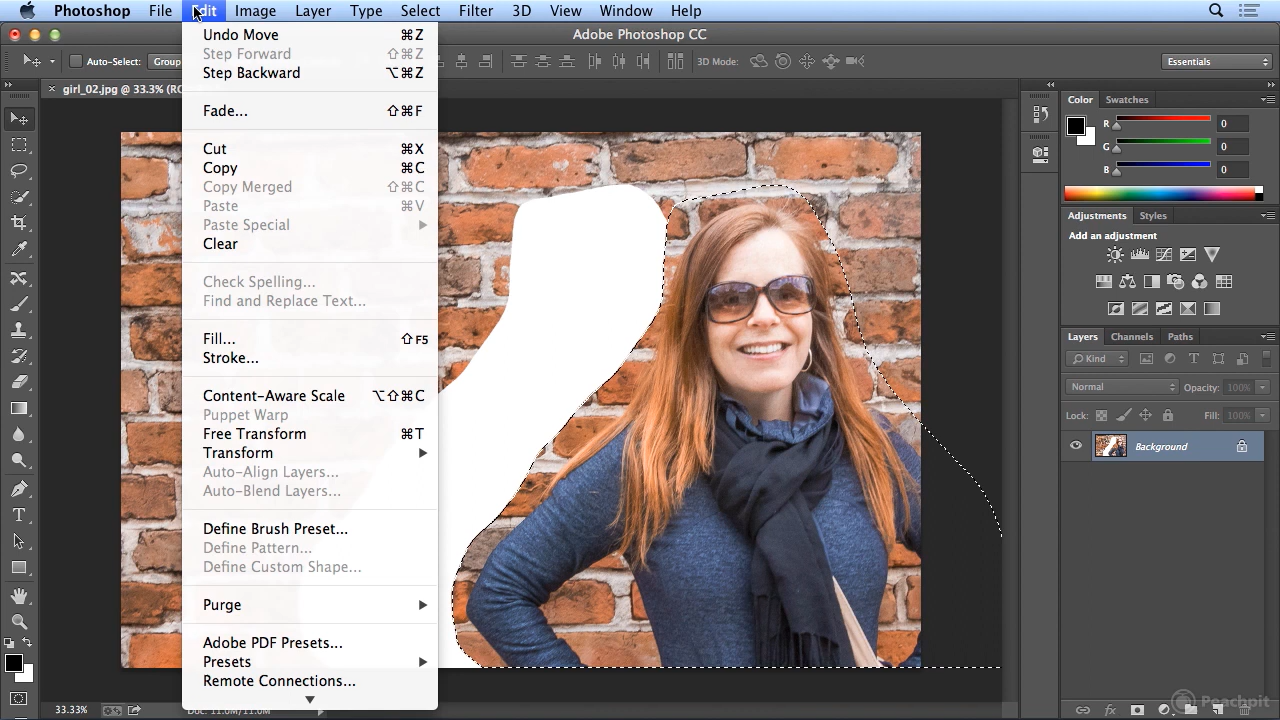 Photoshop File Edit Image Layer Type Select Filter 3D View Window Help
Adobe Photoshop CC
Auto-Select: Group
3D Mode:
Essentials
× girl_02.jpg @ 33.3%
Undo Move ⌘Z
Step Forward ⇧⌘Z
Step Backward ⌥⌘Z
Fade... ⇧⌘F
Cut ⌘X
Copy ⌘C
Copy Merged ⇧⌘C
Paste ⌘V
Paste Special
Clear
Check Spelling...
Find and Replace Text...
Fill... ⇧F5
Stroke...
Content-Aware Scale ⌥⇧⌘C
Puppet Warp
Free Transform ⌘T
Transform
Auto-Align Layers...
Auto-Blend Layers...
Define Brush Preset...
Define Pattern...
Define Custom Shape...
Purge
Adobe PDF Presets...
Presets
Remote Connections...
Color Swatches
R 0
G 0
B 0
Adjustments Styles
Add an adjustment
Layers Channels Paths
Kind
Normal Opacity: 100%
Lock: Fill: 100%
Background
33.33%
Doc: 11.0M/11.0M
Peachpit